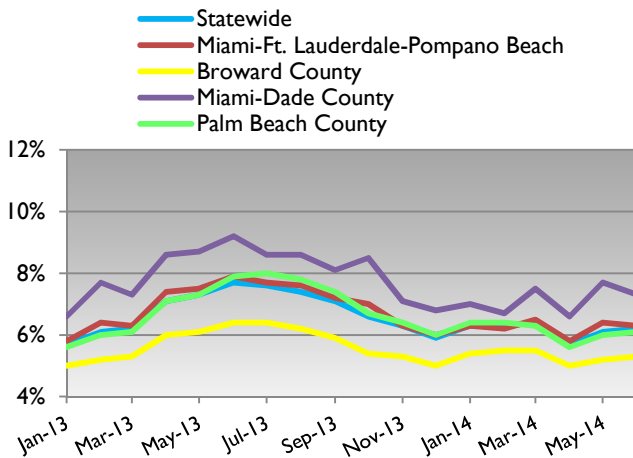 Statewide
Miami-Ft. Lauderdale-Pompano Beach
Broward County
Miami-Dade County
Palm Beach County
12%
10%
8%
6%
4%
Jan-13
Mar-13
May-13
Jul-13
Sep-13
Nov-13
Jan-14
Mar-14
May-14